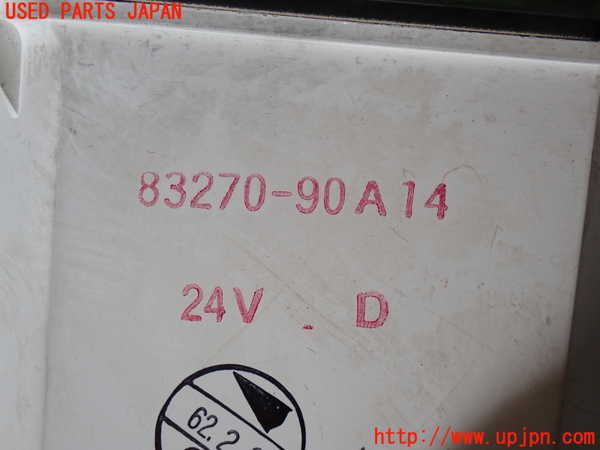 USED PARTS JAPAN
83270-90A14
24V . D
62.2.
http://www.upjpn.com/